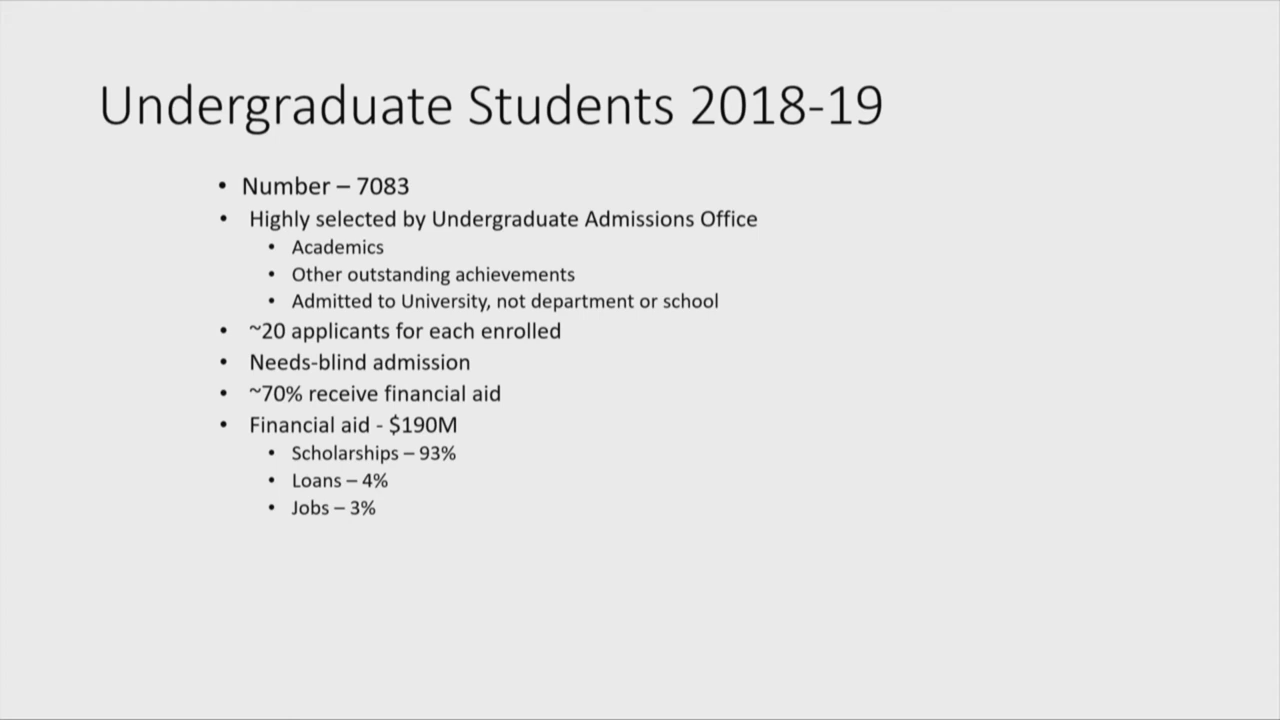 Undergraduate Students 2018-19
• Number – 7083
• Highly selected by Undergraduate Admissions Office
• Academics
• Other outstanding achievements
• Admitted to University, not department or school
• ~20 applicants for each enrolled
• Needs-blind admission
• ~70% receive financial aid
• Financial aid - $190M
• Scholarships – 93%
• Loans – 4%
• Jobs – 3%